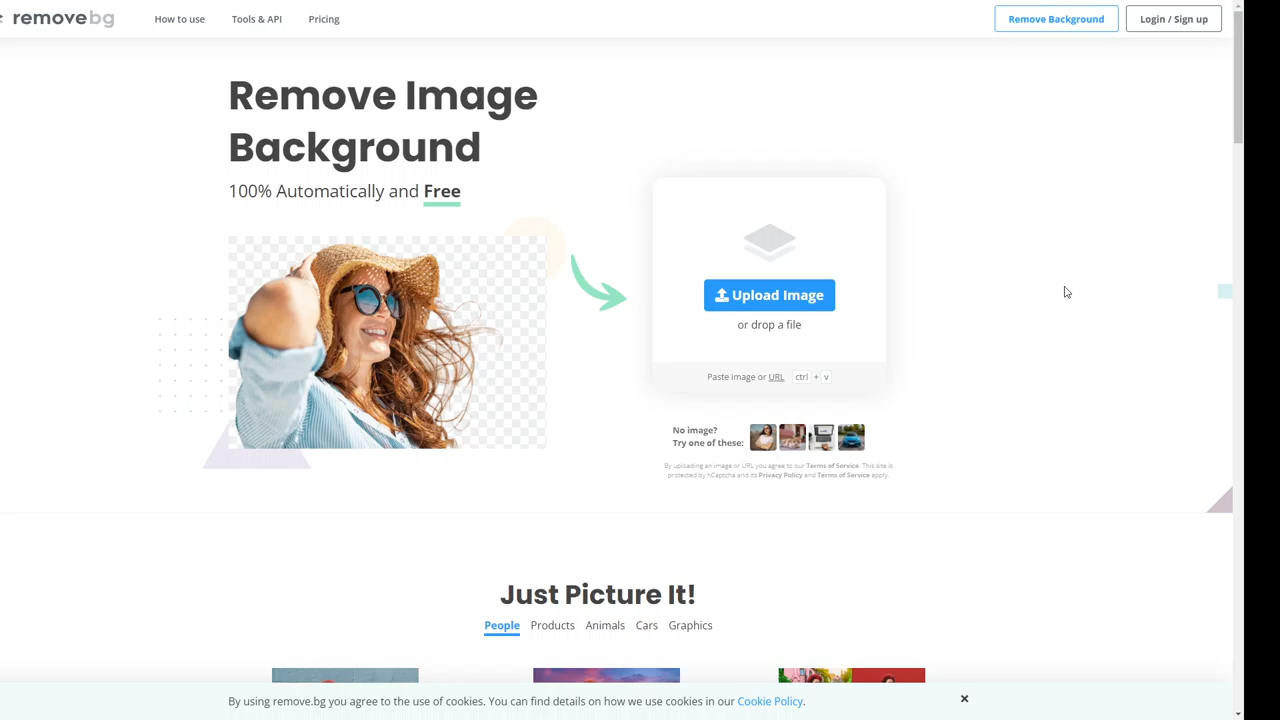 removebg
How to use
Tools & API
Pricing
Remove Background
Login / Sign up
Remove Image
Background
100% Automatically and Free
Upload Image
or drop a file
Paste image or URL ctrl + v
No image?
Try one of these:
By uploading an image or URL you agree to our Terms of Service. This site is
protected by hCaptcha and its Privacy Policy and Terms of Service apply.
Just Picture It!
People
Products
Animals
Cars
Graphics
By using remove.bg you agree to the use of cookies. You can find details on how we use cookies in our Cookie Policy.